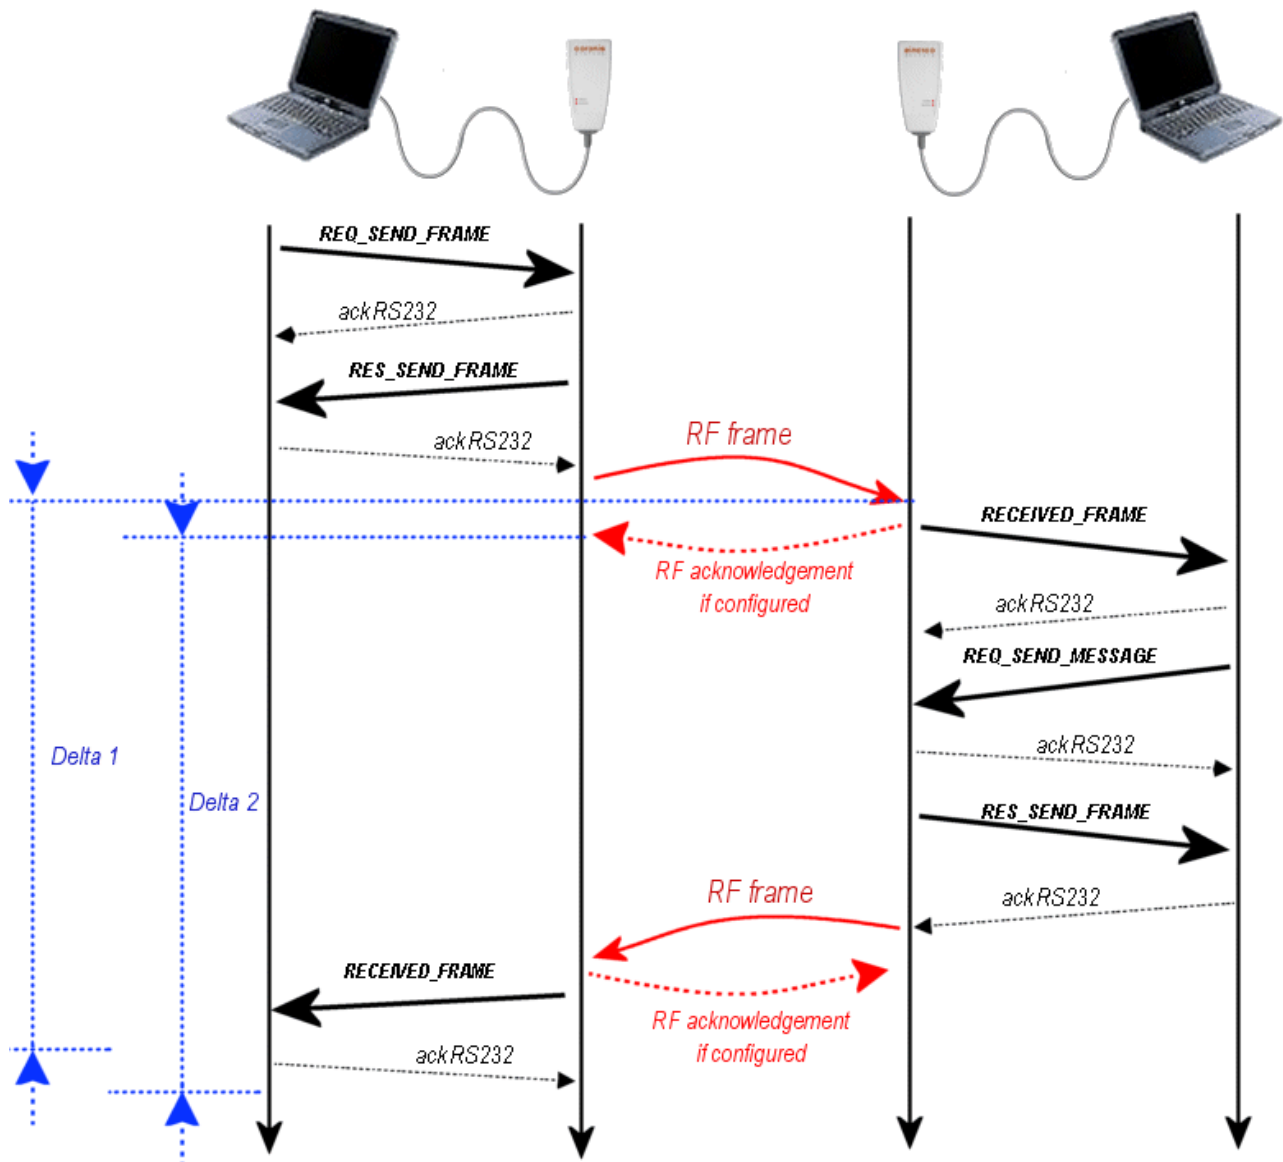 REQ_SEND_FRAME
ackRS232
RES_SEND_FRAME
ackRS232
RF frame
RECEIVED_FRAME
RF acknowledgement
if configured
ackRS232
REQ_SEND_MESSAGE
ackRS232
Delta 1
Delta 2
RES_SEND_FRAME
RF frame
ackRS232
RECEIVED_FRAME
RF acknowledgement
if configured
ackRS232